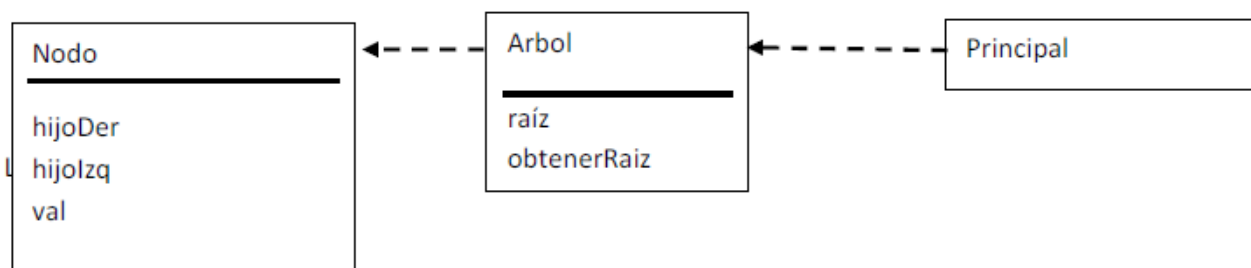 Nodo
hijoDer
hijoIzq
val
Arbol
raíz
obtenerRaiz
Principal